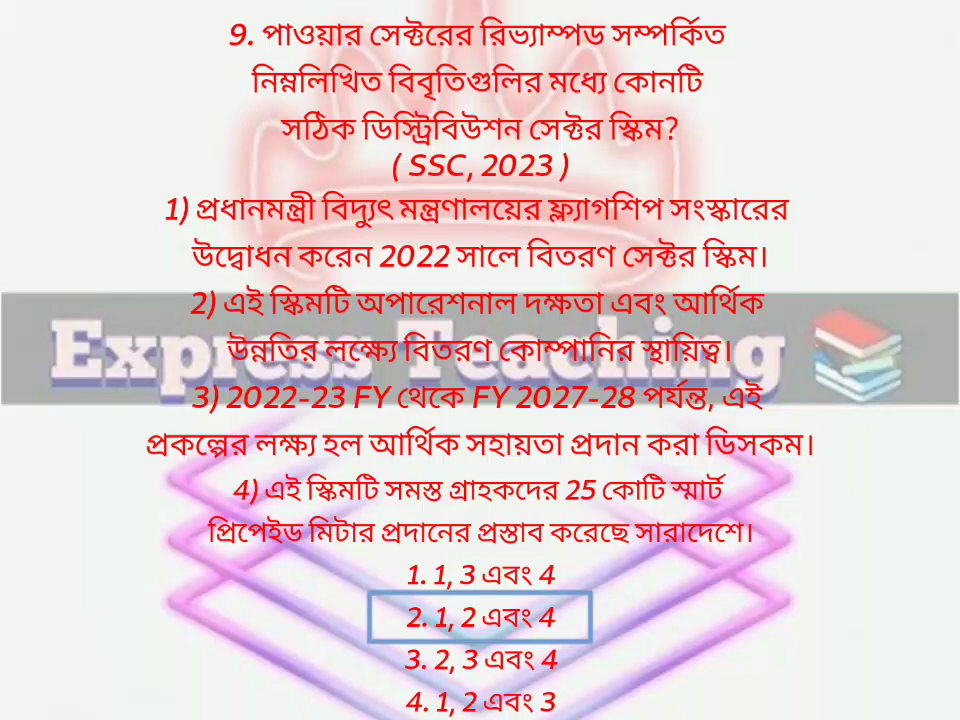 9. পাওয়ার সেক্টরের রিভ্যাম্পড সম্পর্কিত
নিম্নলিখিত বিবৃতিগুলির মধ্যে কোনটি
সঠিক ডিস্ট্রিবিউশন সেক্টর স্কিম?
( SSC, 2023 )
1) প্রধানমন্ত্রী বিদ্যুৎ মন্ত্রণালয়ের ফ্ল্যাগশিপ সংস্কারের
উদ্বোধন করেন 2022 সালে বিতরণ সেক্টর স্কিম।
2) এই স্কিমটি অপারেশনাল দক্ষতা এবং আর্থিক
উন্নতির লক্ষ্যে বিতরণ কোম্পানির স্থায়িত্ব।
Express Teaching
3) 2022-23 FY থেকে FY 2027-28 পর্যন্ত, এই
প্রকল্পের লক্ষ্য হল আর্থিক সহায়তা প্রদান করা ডিসকম।
4) এই স্কিমটি সমস্ত গ্রাহকদের 25 কোটি স্মার্ট
প্রিপেইড মিটার প্রদানের প্রস্তাব করেছে সারাদেশে।
1. 1, 3 এবং 4
2. 1, 2 এবং 4
3. 2, 3 এবং 4
4. 1, 2 এবং 3